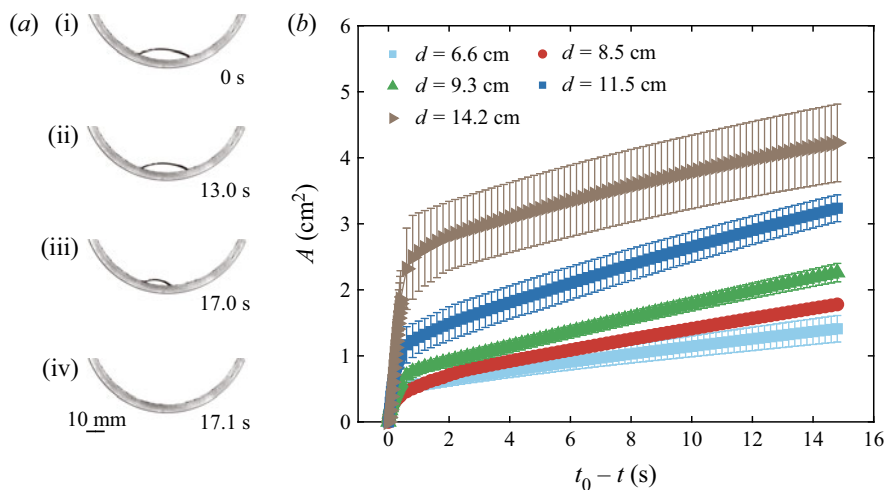 (a) (i)
0 s
(ii)
13.0 s
(iii)
17.0 s
(iv)
10 mm
17.1 s
(b)
6
5
4
3
2
1
0
A (cm²)
d = 6.6 cm
d = 8.5 cm
d = 9.3 cm
d = 11.5 cm
d = 14.2 cm
0 2 4 6 8 10 12 14 16
t₀ – t (s)